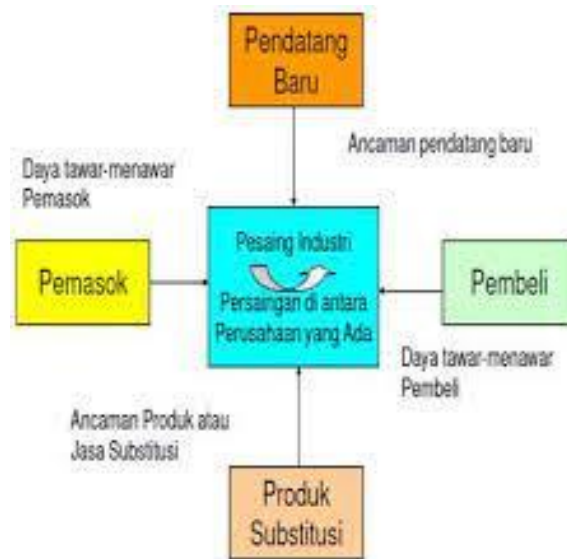 Pendatang
Baru
Ancaman pendatang baru
Daya tawar-menawar
Pemasok
Pemasok
Pesaing Industri
Persaingan di antara
Perusahaan yang Ada
Pembeli
Daya tawar-menawar
Pembeli
Ancaman Produk atau
Jasa Substitusi
Produk
Substitusi